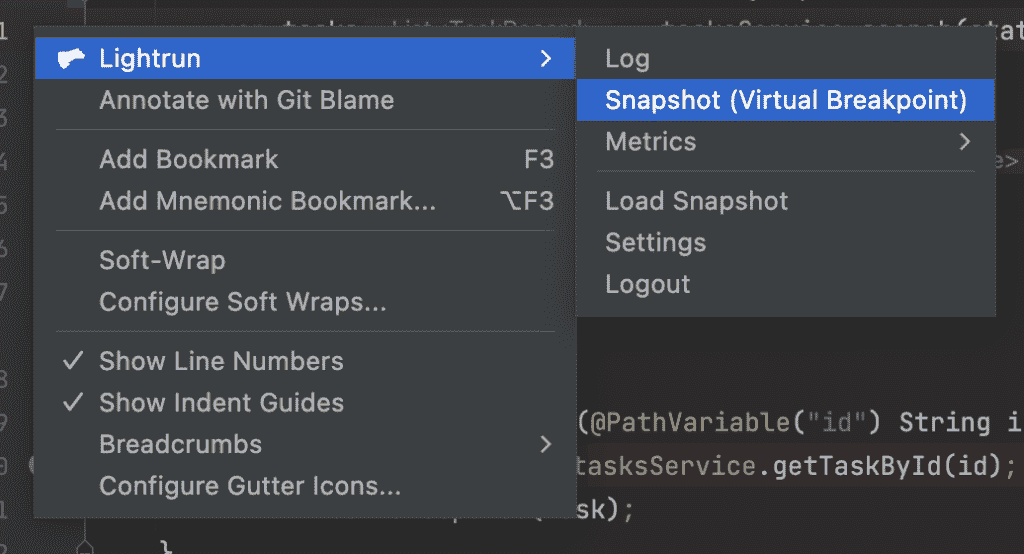 Lightrun
Annotate with Git Blame
Add Bookmark F3
Add Mnemonic Bookmark... ⌥F3
Soft-Wrap
Configure Soft Wraps...
✓ Show Line Numbers
✓ Show Indent Guides
Breadcrumbs
Configure Gutter Icons...
Log
Snapshot (Virtual Breakpoint)
Metrics
Load Snapshot
Settings
Logout
e>
(@PathVariable("id") String i
tasksService.getTaskById(id);
sk);
}